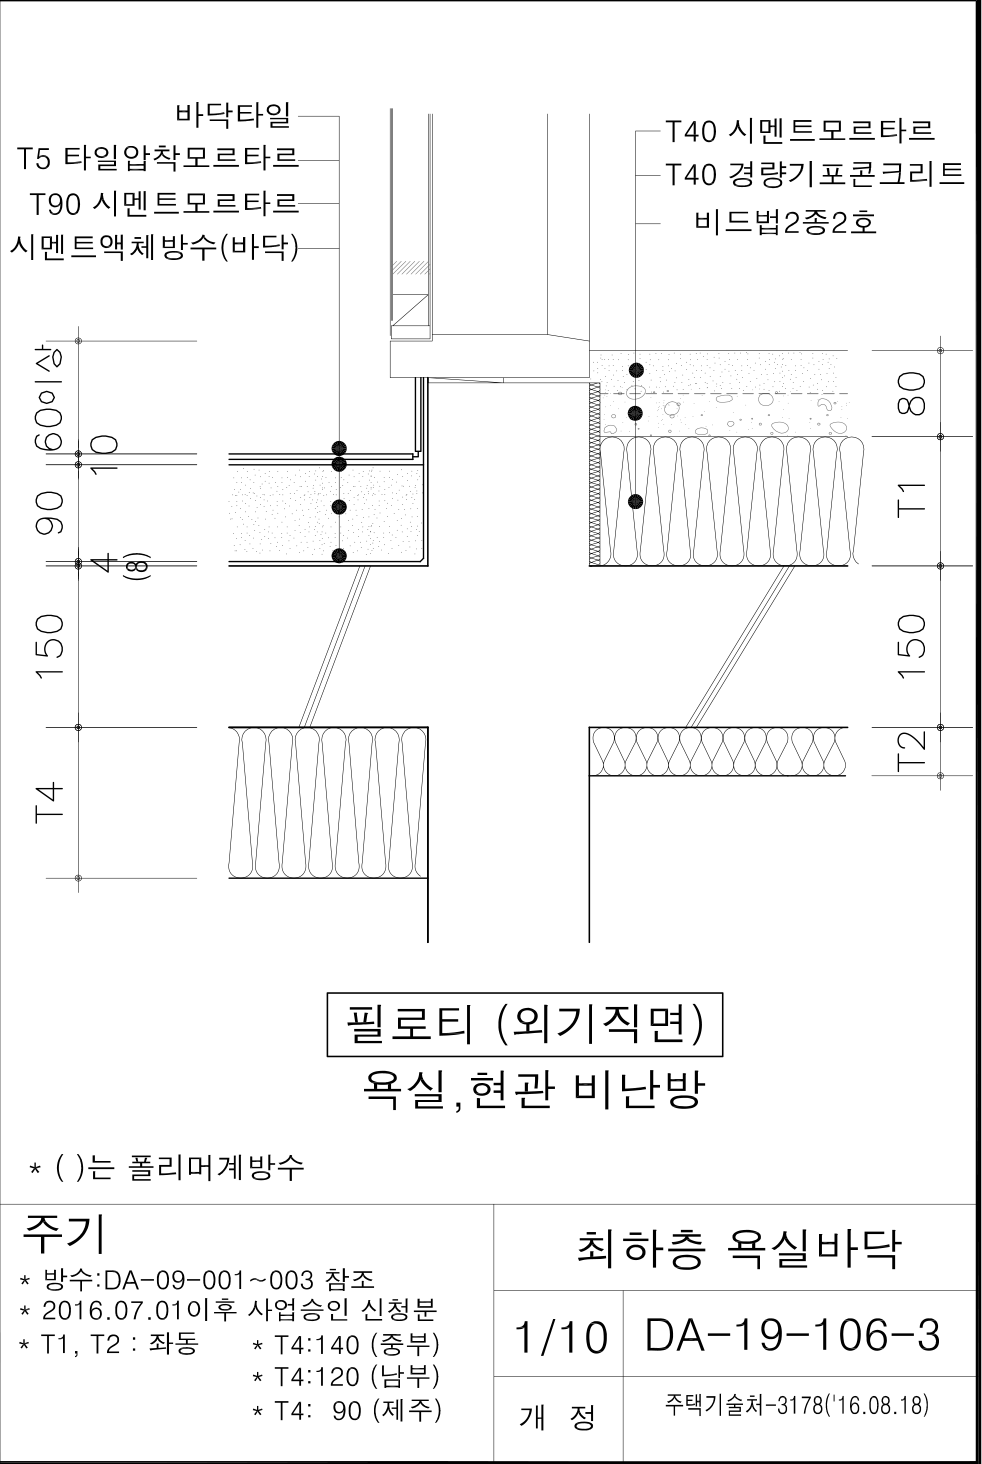 바닥타일
T5 타일압착모르타르
T90 시멘트모르타르
시멘트액체방수(바닥)
T40 시멘트모르타르
T40 경량기포콘크리트
비드법2종2호
60이상
10
90
4
(8)
150
T4
80
T1
150
T2
필로티 (외기직면)
욕실,현관 비난방
* ( )는 폴리머계방수
주기
* 방수:DA-09-001~003 참조
* 2016.07.01이후 사업승인 신청분
* T1, T2 : 좌동 * T4:140 (중부)
* T4:120 (남부)
* T4: 90 (제주)
최하층 욕실바닥
1/10 DA-19-106-3
개 정 주택기술처-3178('16.08.18)